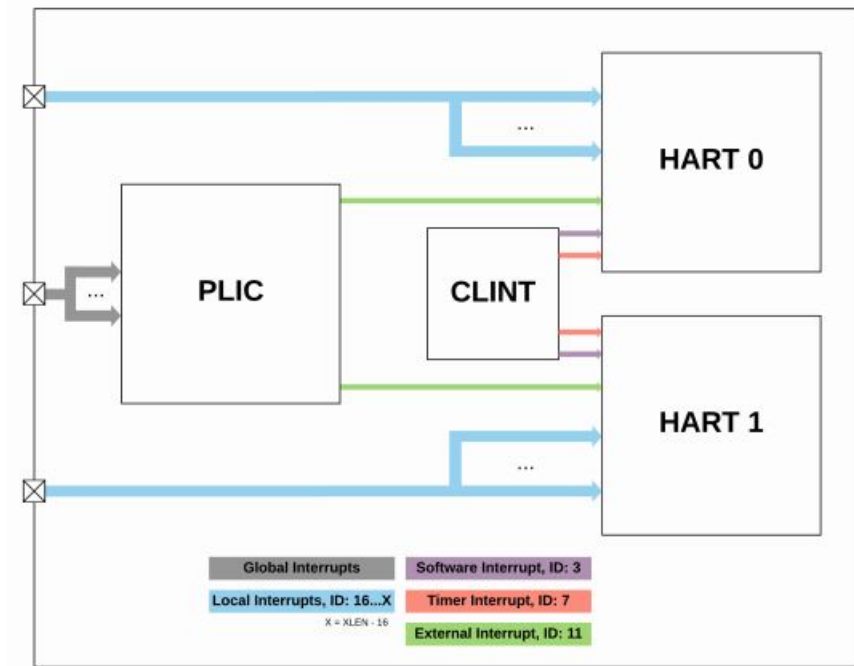 ...
HART 0
PLIC
...
CLINT
HART 1
...
Global Interrupts
Software Interrupt, ID: 3
Local Interrupts, ID: 16...X
Timer Interrupt, ID: 7
X = XLEN - 16
External Interrupt, ID: 11